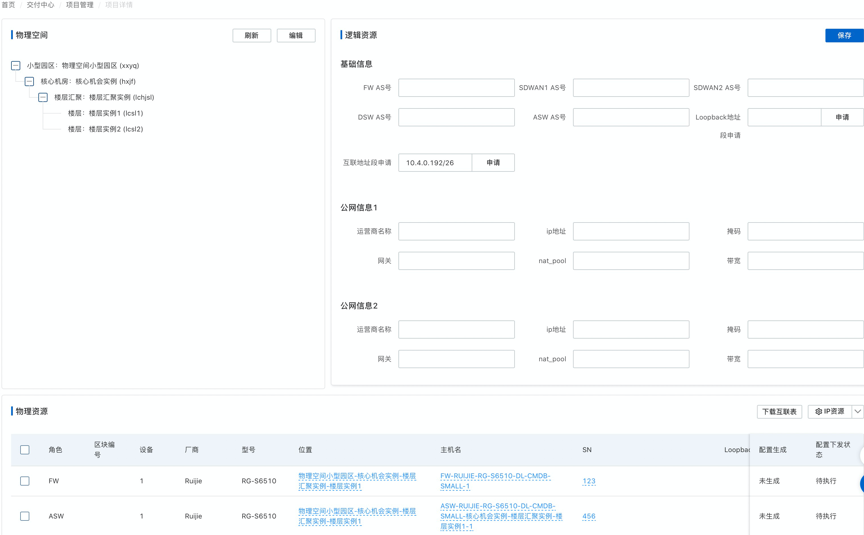 首页 / 交付中心 / 项目管理 / 项目详情
物理空间
刷新
编辑
小型园区：物理空间小型园区 (xxyq)
核心机房：核心机会实例 (hxjf)
楼层汇聚：楼层汇聚实例 (lchjsl)
楼层：楼层实例1 (lcsl1)
楼层：楼层实例2 (lcsl2)
逻辑资源
保存
基础信息
FW AS号
SDWAN1 AS号
SDWAN2 AS号
DSW AS号
ASW AS号
Loopback地址
段申请
申请
互联地址段申请
10.4.0.192/26
申请
公网信息1
运营商名称
ip地址
掩码
网关
nat_pool
带宽
公网信息2
运营商名称
ip地址
掩码
网关
nat_pool
带宽
物理资源
下载互联表
IP资源
角色
区块编
号
设备
厂商
型号
位置
主机名
SN
Loopbac
配置生成
配置下发状
态
FW
1
Ruijie
RG-S6510
物理空间小型园区-核心机会实例-楼层
汇聚实例-楼层实例1
FW-RUIJIE-RG-S6510-DL-CMDB-
SMALL-1
123
未生成
待执行
ASW
1
Ruijie
RG-S6510
物理空间小型园区-核心机会实例-楼层
汇聚实例-楼层实例1
ASW-RUIJIE-RG-S6510-DL-CMDB-
SMALL-核心机会实例-楼层汇聚实例-楼
层实例1-1
456
未生成
待执行